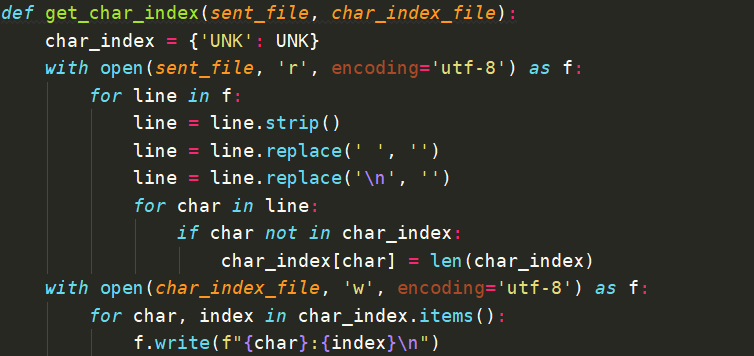 def get_char_index(sent_file, char_index_file):
    char_index = {'UNK': UNK}
    with open(sent_file, 'r', encoding='utf-8') as f:
        for line in f:
            line = line.strip()
            line = line.replace(' ', '')
            line = line.replace('\n', '')
            for char in line:
                if char not in char_index:
                    char_index[char] = len(char_index)
    with open(char_index_file, 'w', encoding='utf-8') as f:
        for char, index in char_index.items():
            f.write(f"{char}:{index}\n")